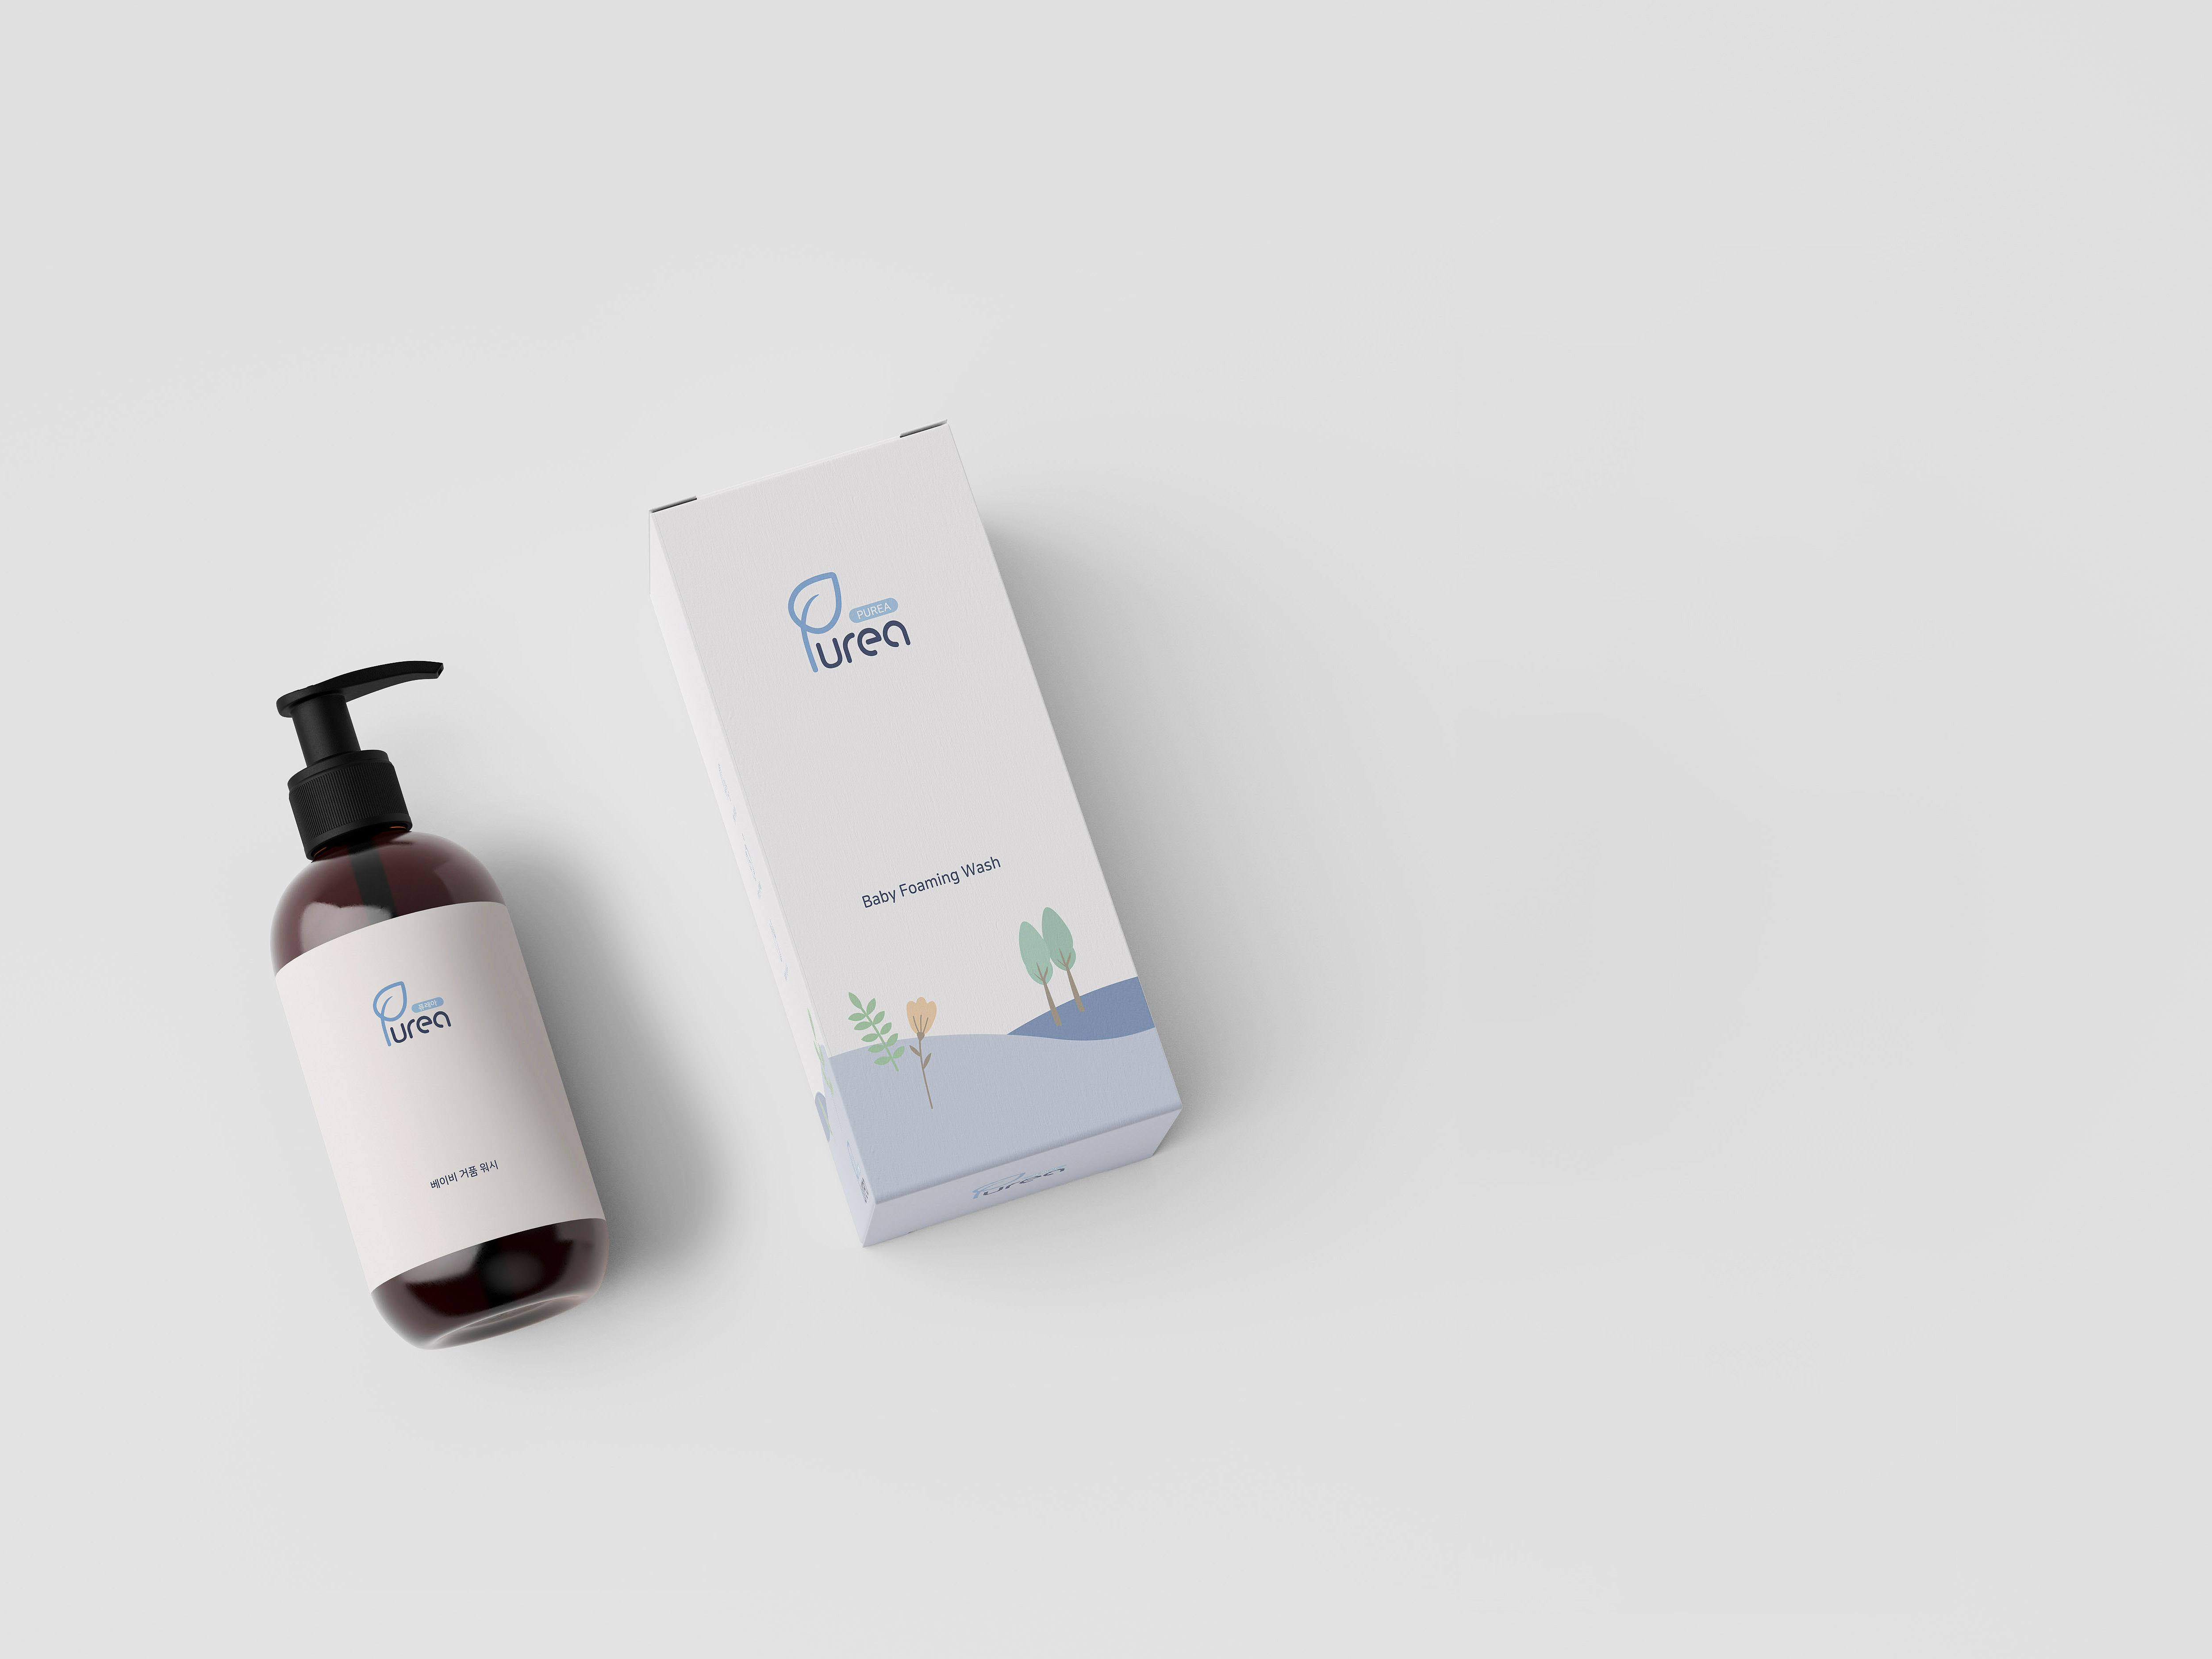 Purea
PUREA
Baby Foaming Wash
Purea
Purea
베이비 거품 워시